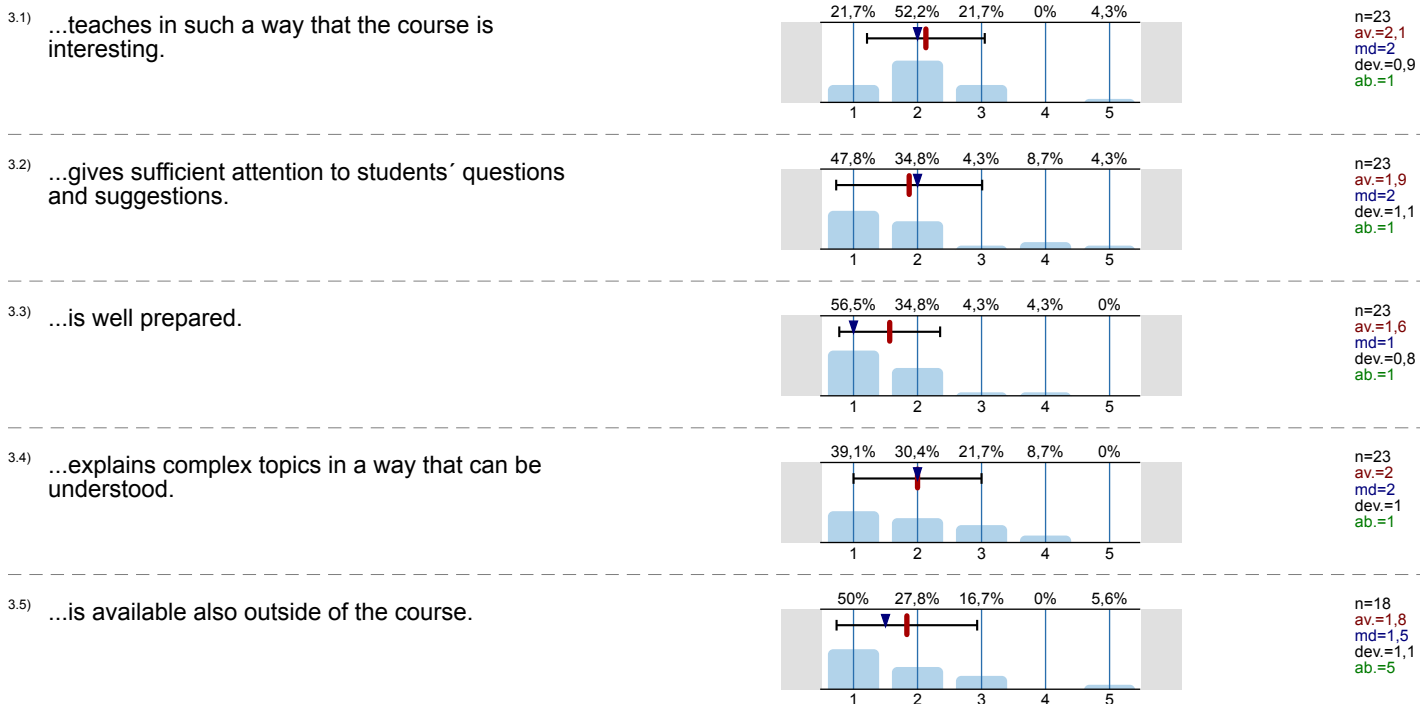 3.1) ...teaches in such a way that the course is
interesting.
21,7% 52,2% 21,7% 0% 4,3%
1 2 3 4 5
n=23
av.=2,1
md=2
dev.=0,9
ab.=1
3.2) ...gives sufficient attention to students´ questions
and suggestions.
47,8% 34,8% 4,3% 8,7% 4,3%
1 2 3 4 5
n=23
av.=1,9
md=2
dev.=1,1
ab.=1
3.3) ...is well prepared.
56,5% 34,8% 4,3% 4,3% 0%
1 2 3 4 5
n=23
av.=1,6
md=1
dev.=0,8
ab.=1
3.4) ...explains complex topics in a way that can be
understood.
39,1% 30,4% 21,7% 8,7% 0%
1 2 3 4 5
n=23
av.=2
md=2
dev.=1
ab.=1
3.5) ...is available also outside of the course.
50% 27,8% 16,7% 0% 5,6%
1 2 3 4 5
n=18
av.=1,8
md=1,5
dev.=1,1
ab.=5